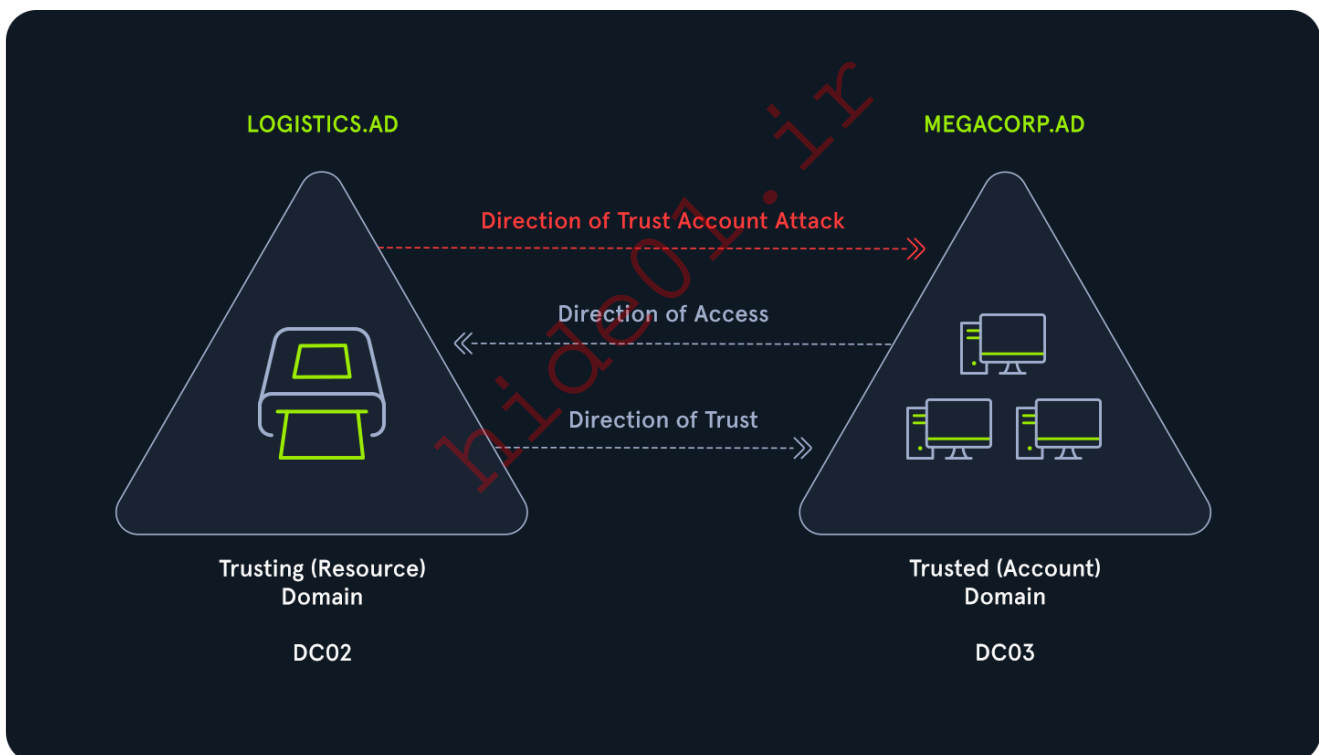 LOGISTICS.AD
MEGACORP.AD
Direction of Trust Account Attack
Direction of Access
Direction of Trust
hide01.ir
Trusting (Resource)
Domain
DC02
Trusted (Account)
Domain
DC03